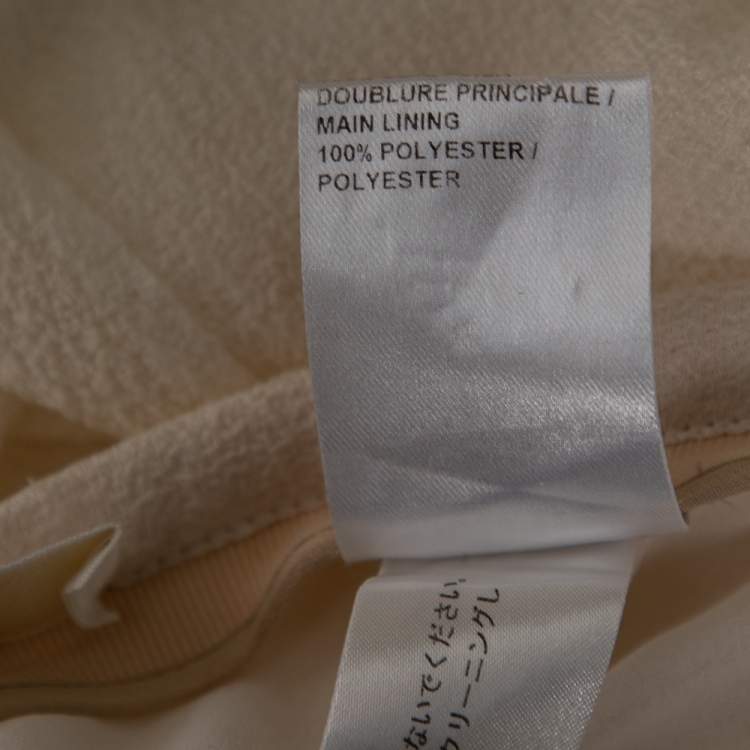 DOUBLURE PRINCIPALE /
MAIN LINING
100% POLYESTER /
POLYESTER
ないでください。
クリーニングし